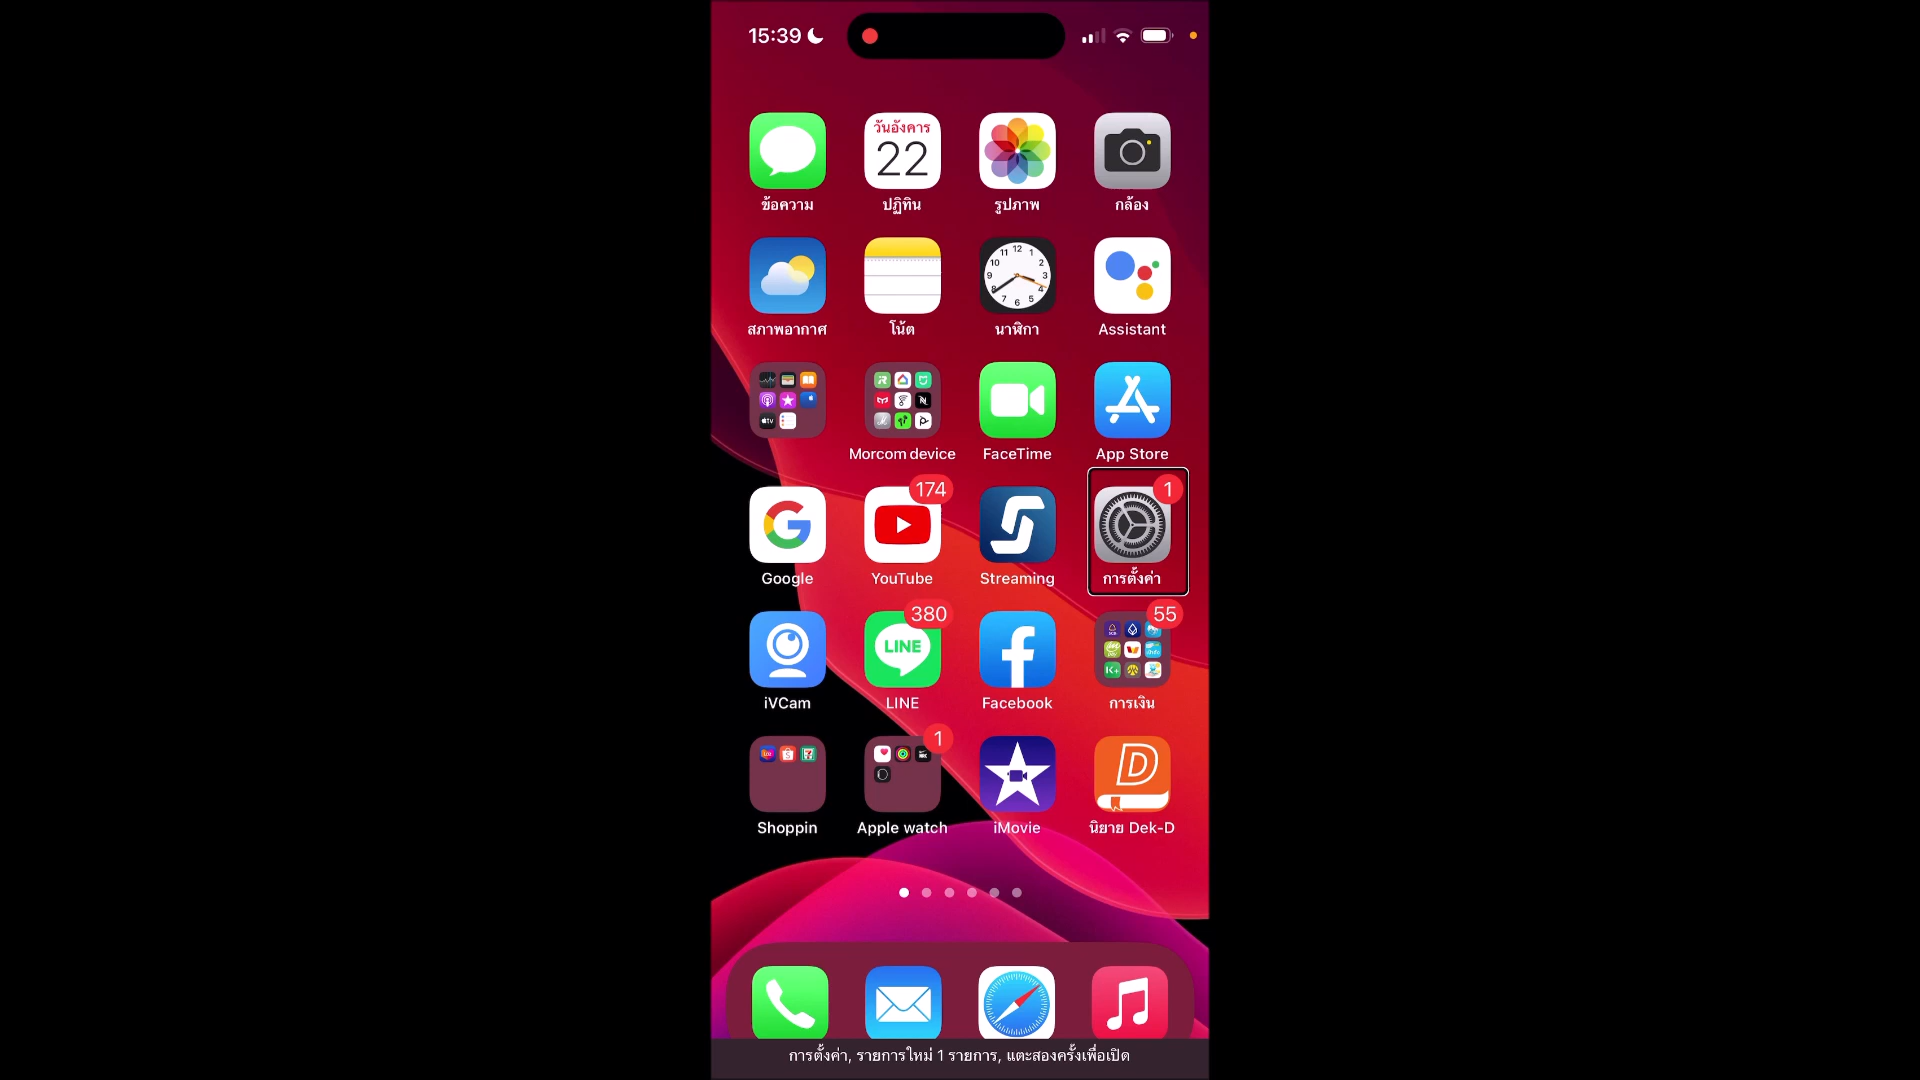 15:39
วันอังคาร
22
ข้อความ
ปฏิทิน
รูปภาพ
กล้อง
สภาพอากาศ
โน้ต
นาฬิกา
Assistant
Morcom device
FaceTime
App Store
174
1
Google
YouTube
Streaming
การตั้งค่า
380
55
LINE
iVCam
LINE
Facebook
การเงิน
1
Shoppin
Apple watch
iMovie
นิยาย Dek-D
การตั้งค่า, รายการใหม่ 1 รายการ, แตะสองครั้งเพื่อเปิด